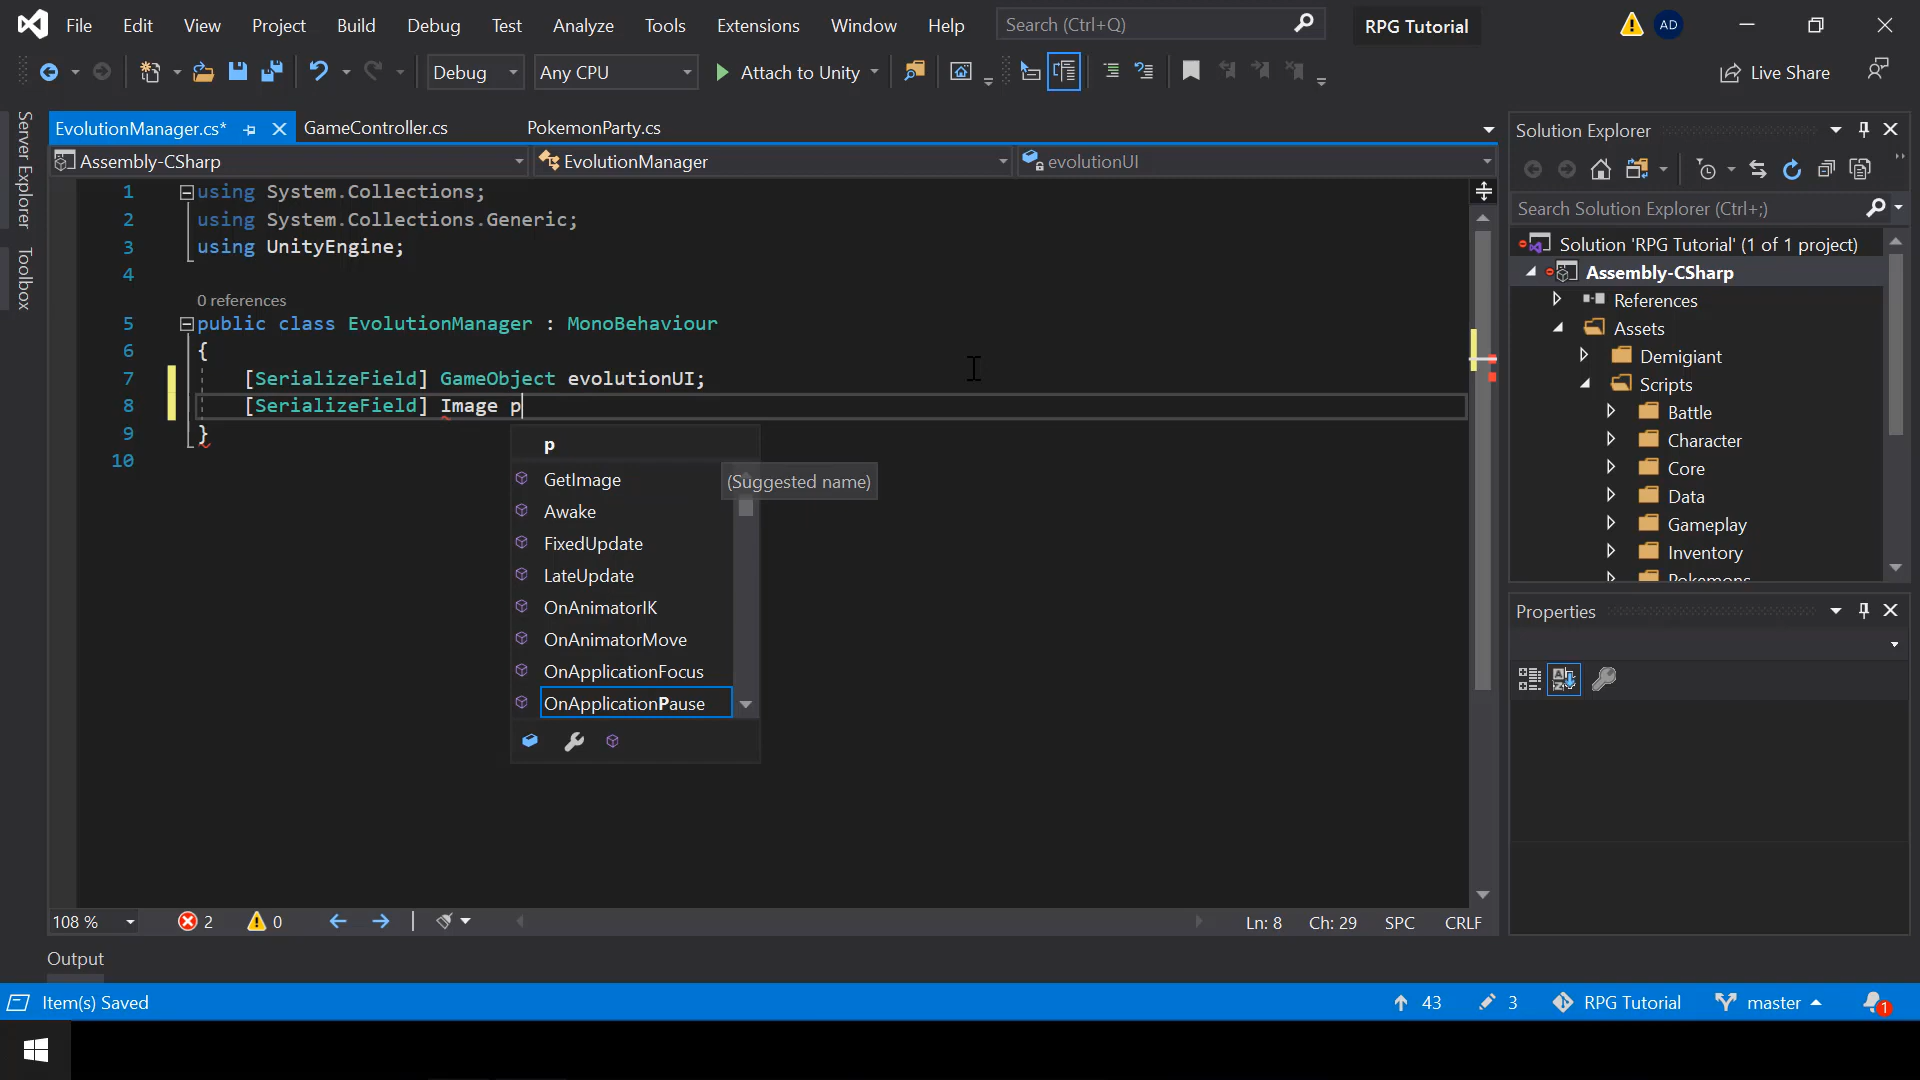 File Edit View Project Build Debug Test Analyze Tools Extensions Window Help Search (Ctrl+Q) RPG Tutorial AD
Debug Any CPU Attach to Unity Live Share
Server Explorer
Toolbox
EvolutionManager.cs* GameController.cs PokemonParty.cs
Assembly-CSharp EvolutionManager evolutionUI
1 using System.Collections;
2 using System.Collections.Generic;
3 using UnityEngine;
4
0 references
5 public class EvolutionManager : MonoBehaviour
6 {
7 [SerializeField] GameObject evolutionUI;
8 [SerializeField] Image p
9 }
10
p
GetImage
(Suggested name)
Awake
FixedUpdate
LateUpdate
OnAnimatorIK
OnAnimatorMove
OnApplicationFocus
OnApplicationPause
108 % 2 0 Ln: 8 Ch: 29 SPC CRLF
Output
Solution Explorer
Search Solution Explorer (Ctrl+;)
Solution 'RPG Tutorial' (1 of 1 project)
Assembly-CSharp
References
Assets
Demigiant
Scripts
Battle
Character
Core
Data
Gameplay
Inventory
Pokemons
Properties
Item(s) Saved 43 3 RPG Tutorial master 1